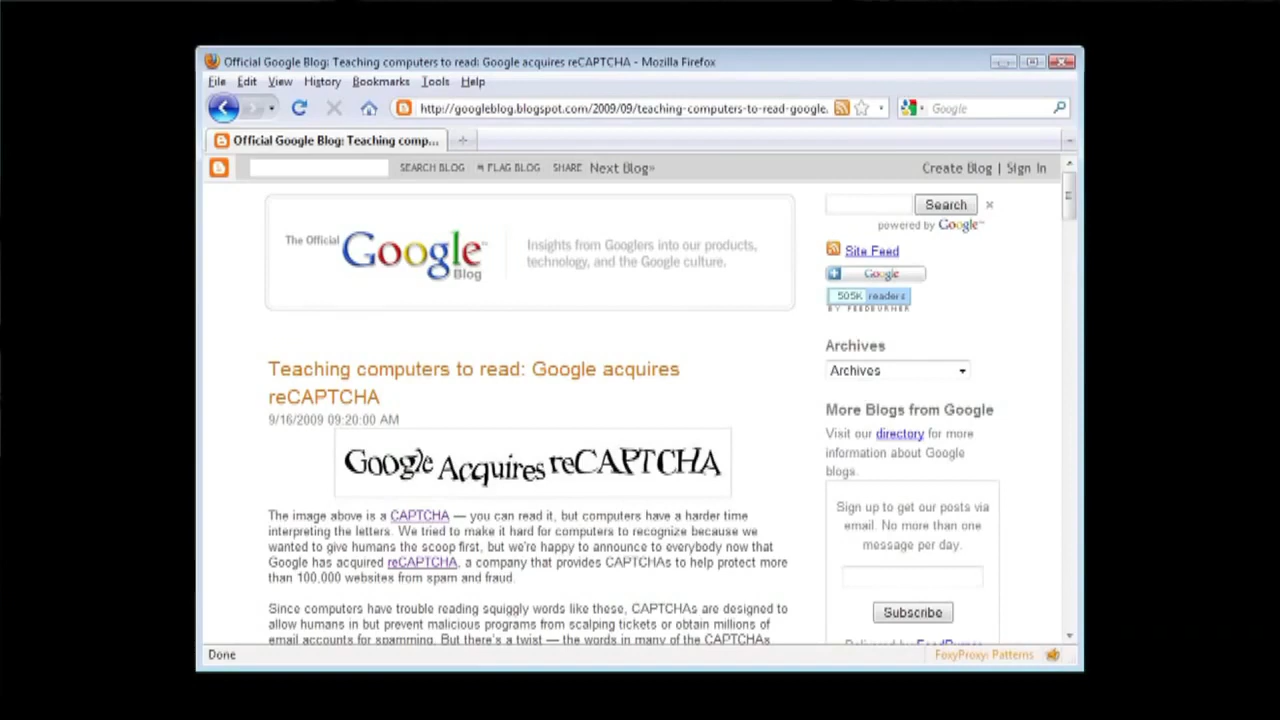 Official Google Blog: Teaching computers to read: Google acquires reCAPTCHA - Mozilla Firefox
File Edit View History Bookmarks Tools Help
http://googleblog.blogspot.com/2009/09/teaching-computers-to-read-google.
Google
Official Google Blog: Teaching comp...
SEARCH BLOG FLAG BLOG SHARE Next Blog»
Create Blog | Sign In
The Official
Google™
Blog
Insights from Googlers into our products,
technology, and the Google culture.
Teaching computers to read: Google acquires
reCAPTCHA
9/16/2009 09:20:00 AM
Google Acquires reCAPTCHA
The image above is a CAPTCHA — you can read it, but computers have a harder time
interpreting the letters. We tried to make it hard for computers to recognize because we
wanted to give humans the scoop first, but we're happy to announce to everybody now that
Google has acquired reCAPTCHA, a company that provides CAPTCHAs to help protect more
than 100,000 websites from spam and fraud.
Since computers have trouble reading squiggly words like these, CAPTCHAs are designed to
allow humans in but prevent malicious programs from scalping tickets or obtain millions of
email accounts for spamming. But there's a twist — the words in many of the CAPTCHAs
Search
powered by Google™
Site Feed
Google
505K readers
BY FEEDBURNER
Archives
Archives
More Blogs from Google
Visit our directory for more
information about Google
blogs.
Sign up to get our posts via
email. No more than one
message per day.
Subscribe
Delivered by FeedBurner
Done
FoxyProxy: Patterns